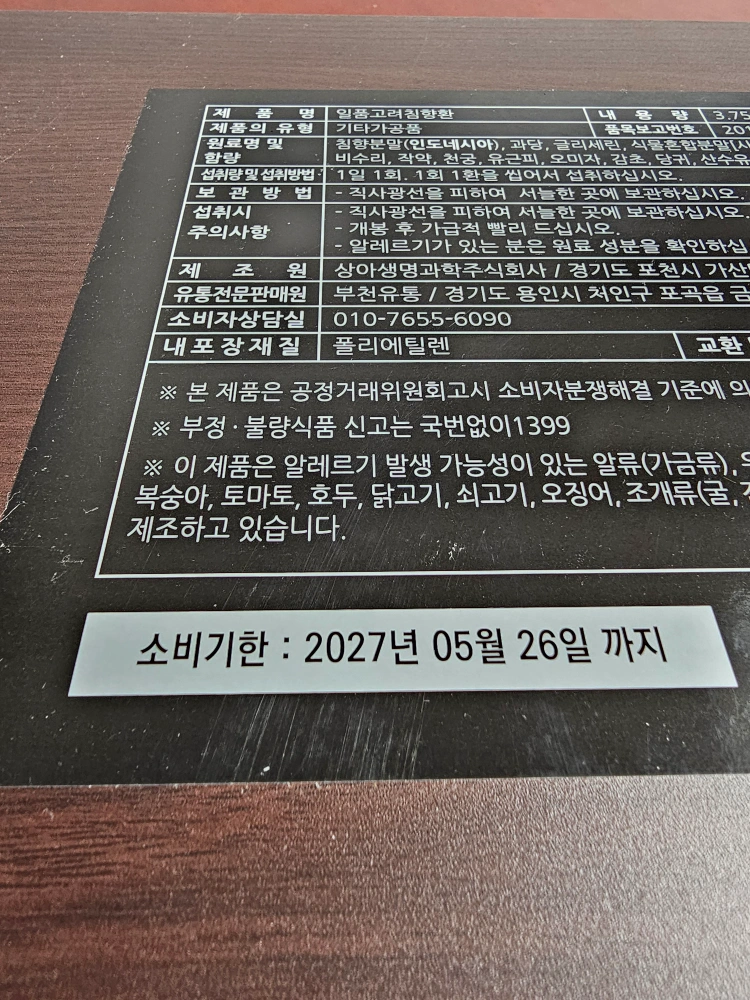 제품명 일품고려침향환 내용량 3.75
제품의 유형 기타가공품 품목보고번호 20
원료명 및 함량 침향분말(인도네시아), 과당, 글리세린, 식물혼합분말(
비수리, 작약, 천궁, 유근피, 오미자, 감초, 당귀, 산수유
섭취량 및 섭취방법 1일 1회, 1회 1환을 씹어서 섭취하십시오.
보관방법 - 직사광선을 피하여 서늘한 곳에 보관하십시오.
섭취시 주의사항 - 직사광선을 피하여 서늘한 곳에 보관하십시오.
- 개봉 후 가급적 빨리 드십시오.
- 알레르기가 있는 분은 원료 성분을 확인하십
제조원 상아생명과학주식회사 / 경기도 포천시 가산
유통전문판매원 부천유통 / 경기도 용인시 처인구 포곡읍 금
소비자상담실 010-7655-6090
내포장재질 폴리에틸렌 교환
※ 본 제품은 공정거래위원회고시 소비자분쟁해결 기준에 의
※ 부정·불량식품 신고는 국번없이1399
※ 이 제품은 알레르기 발생 가능성이 있는 알류(가금류),
복숭아, 토마토, 호두, 닭고기, 쇠고기, 오징어, 조개류(굴,
제조하고 있습니다.
소비기한 : 2027년 05월 26일 까지